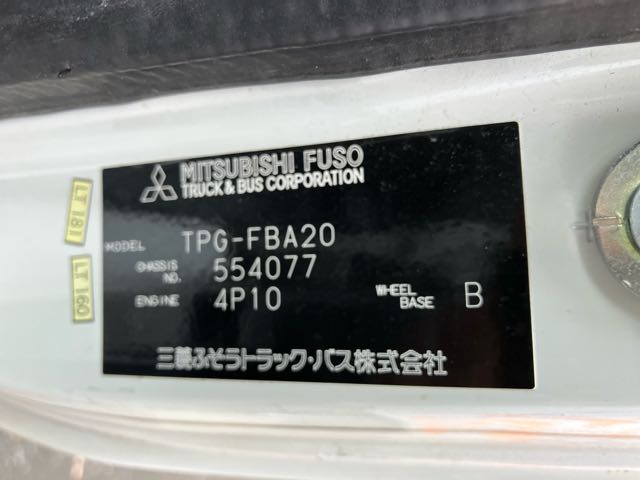 MITSUBISHI FUSO
TRUCK & BUS CORPORATION
MODEL TPG-FBA20
CHASSIS NO. 554077
ENGINE 4P10 WHEEL BASE B
三菱ふそうトラック・バス株式会社
LT 181
LT 160